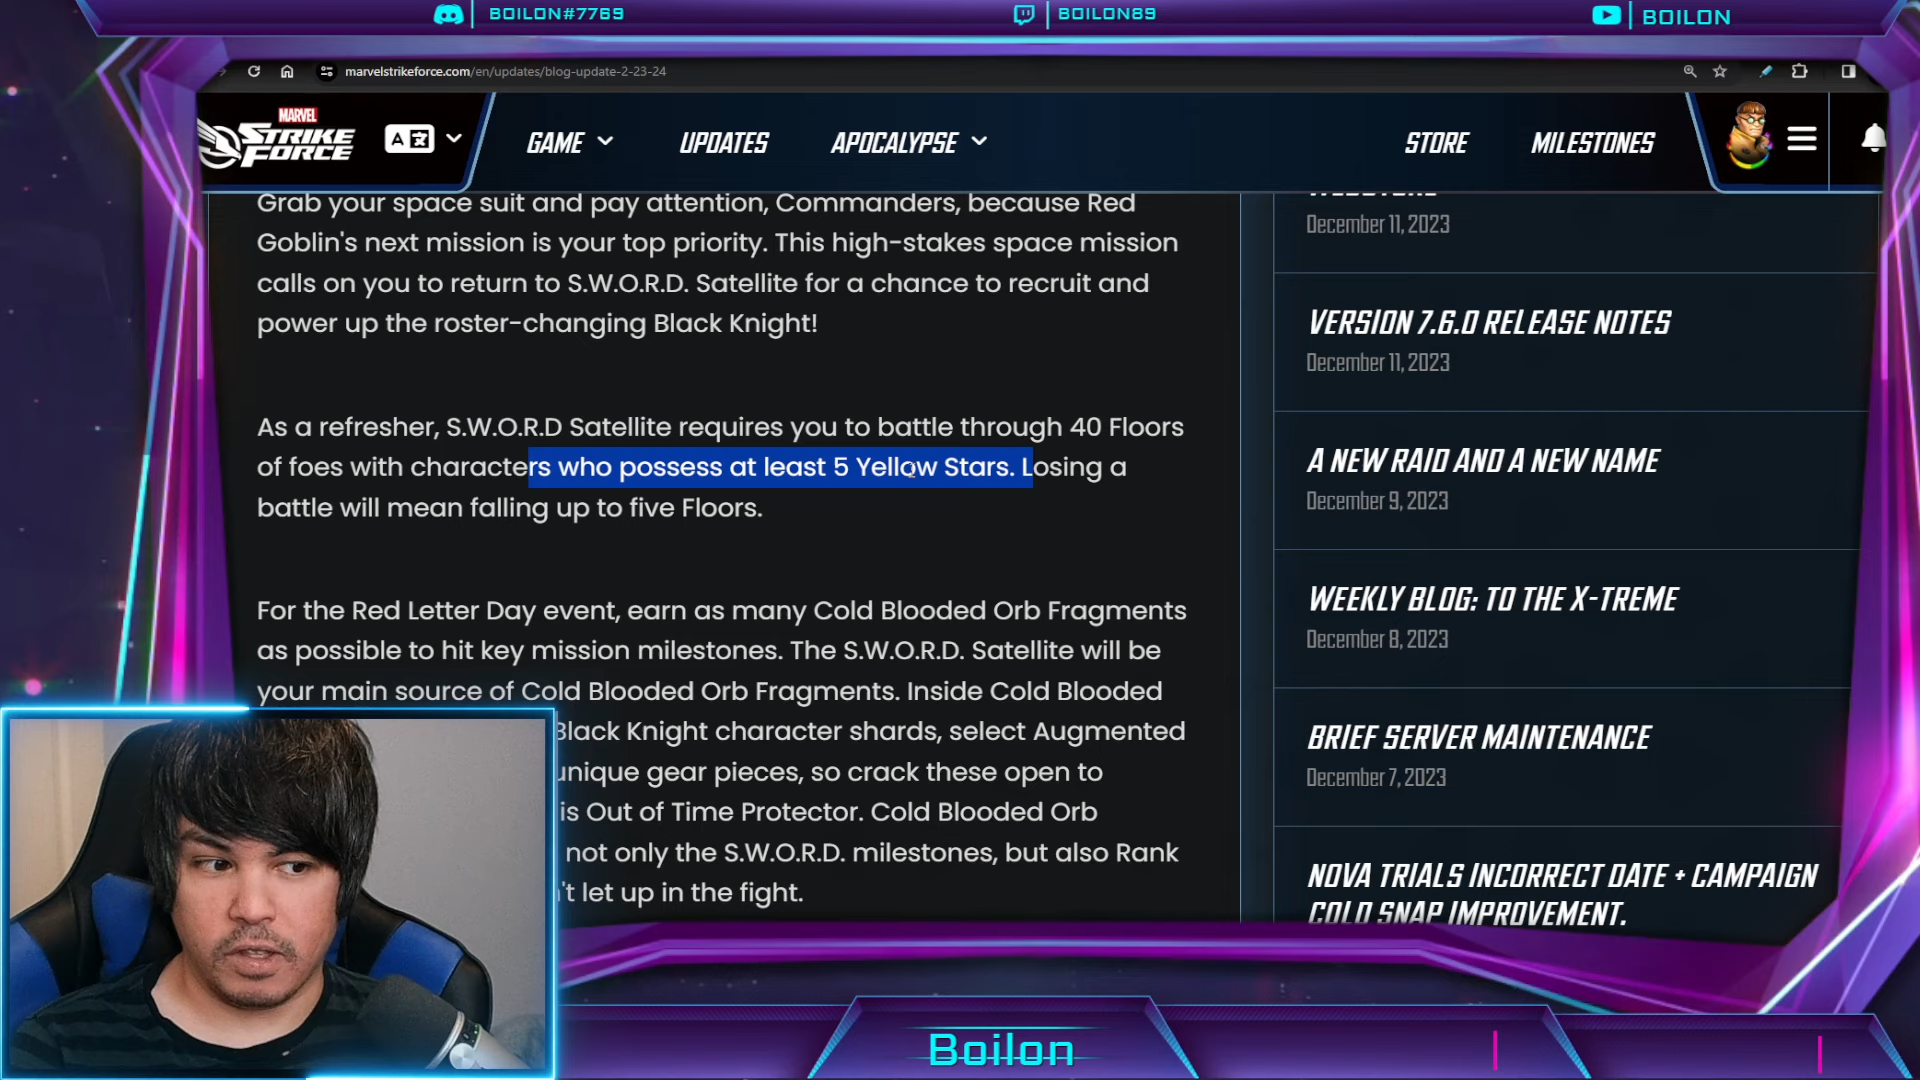 BOILON#7769
BOILON89
BOILON
marvelstrikeforce.com/en/updates/blog-update-2-23-24
MARVEL
STRIKE
FORCE
A
GAME
UPDATES
APOCALYPSE
STORE
MILESTONES
Grab your space suit and pay attention, Commanders, because Red
Goblin's next mission is your top priority. This high-stakes space mission
calls on you to return to S.W.O.R.D. Satellite for a chance to recruit and
power up the roster-changing Black Knight!
As a refresher, S.W.O.R.D Satellite requires you to battle through 40 Floors
of foes with characters who possess at least 5 Yellow Stars. Losing a
battle will mean falling up to five Floors.
For the Red Letter Day event, earn as many Cold Blooded Orb Fragments
as possible to hit key mission milestones. The S.W.O.R.D. Satellite will be
your main source of Cold Blooded Orb Fragments. Inside Cold Blooded
Black Knight character shards, select Augmented
unique gear pieces, so crack these open to
is Out of Time Protector. Cold Blooded Orb
not only the S.W.O.R.D. milestones, but also Rank
't let up in the fight.
December 11, 2023
VERSION 7.6.0 RELEASE NOTES
December 11, 2023
A NEW RAID AND A NEW NAME
December 9, 2023
WEEKLY BLOG: TO THE X-TREME
December 8, 2023
BRIEF SERVER MAINTENANCE
December 7, 2023
NOVA TRIALS INCORRECT DATE + CAMPAIGN
COLD SNAP IMPROVEMENT.
Boilon